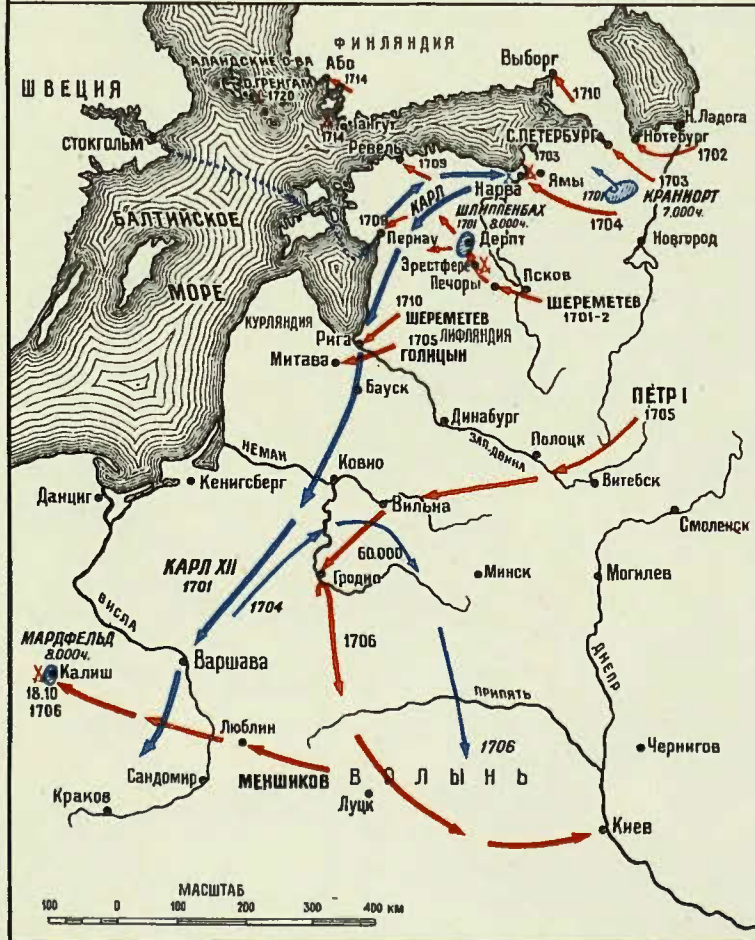 ФИНЛЯНДИЯ
АЛАНДСКИЕ О-ВА
Або
1714
О.ГРЕНГАМ
1720
Выборг
1710
ШВЕЦИЯ
СТОКГОЛЬМ
Гангут
1714
С.ПЕТЕРБУРГ
1703
Н.Ладога
Нотебург
1702
Ревель
1709
1703
Ямы
Нарва
1704
КРАНИОРТ
7.000ч.
КАРЛ
ШЛИППЕНБАХ
1701
8.000ч.
БАЛТИЙСКОЕ
МОРЕ
Пернау
Дерпт
Новгород
Эрестфере
Печоры
Псков
ШЕРЕМЕТЕВ
1701-2
КУРЛЯНДИЯ
1710
ШЕРЕМЕТЕВ
Рига
1705
ЛИФЛЯНДИЯ
Митава
ГОЛИЦЫН
Бауск
ПЕТР I
1705
Динабург
ЗАП. ДВИНА
Полоцк
Витебск
НЕМАН
Ковно
Данциг
Кенигсберг
Вильна
Смоленск
КАРЛ XII
1701
1704
60.000
Гродно
Минск
Могилев
ВИСЛА
1706
МАРДФЕЛЬД
8.000ч.
Калиш
18.10
1706
Варшава
ДНЕПР
ПРИПЯТЬ
Люблин
1706
Чернигов
Сандомир
МЕНШИКОВ
ВОЛЫНЬ
Краков
Луцк
Киев
МАСШТАБ
100 0 100 200 300 400 км